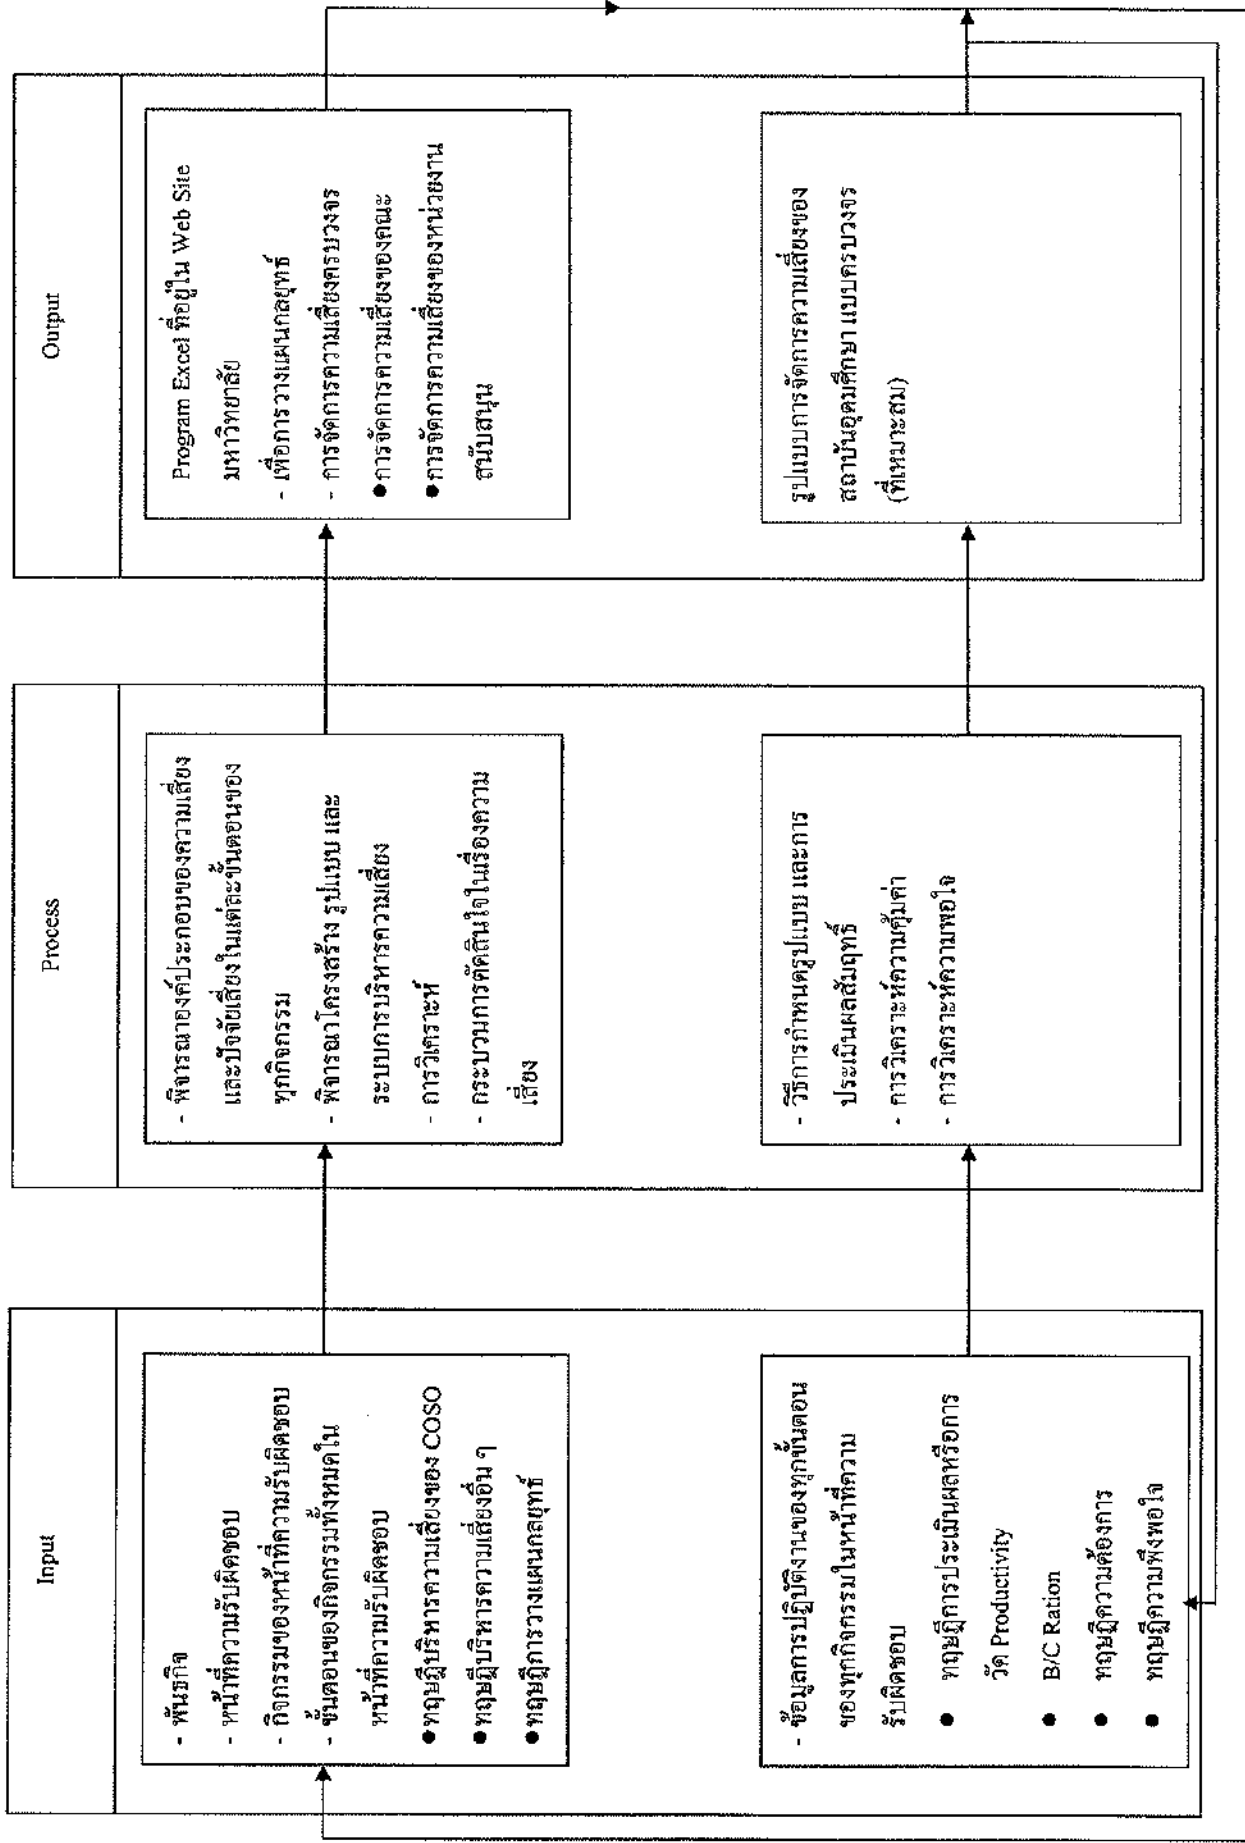 Input
- พันธกิจ
- หน้าที่ความรับผิดชอบ
- กิจกรรมของหน้าที่ความรับผิดชอบ
- ขั้นตอนของกิจกรรมทั้งหมดใน
หน้าที่ความรับผิดชอบ
●ทฤษฎีบริหารความเสี่ยงของ COSO
●ทฤษฎีบริหารความเสี่ยงอื่น ๆ
●ทฤษฎีการวางแผนกลยุทธ์
- ข้อมูลการปฏิบัติงานของทุกขั้นตอน
ของทุกกิจกรรมในหน้าที่ความ
รับผิดชอบ
● ทฤษฎีการประเมินผลหรือการ
วัด Productivity
● B/C Ration
● ทฤษฎีความต้องการ
● ทฤษฎีความพึงพอใจ
Process
- พิจารณาองค์ประกอบของความเสี่ยง
และปัจจัยเสี่ยงในแต่ละขั้นตอนของ
ทุกกิจกรรม
- พิจารณาโครงสร้าง รูปแบบ และ
ระบบการบริหารความเสี่ยง
- การวิเคราะห์
- กระบวนการตัดสินใจในเรื่องความ
เสี่ยง
- วิธีการกำหนดรูปแบบ และการ
ประเมินผลสัมฤทธิ์
- การวิเคราะห์ความคุ้มค่า
- การวิเคราะห์ความพอใจ
Output
Program Excel ที่อยู่ใน Web Site
มหาวิทยาลัย
- เพื่อการวางแผนกลยุทธ์
- การจัดการความเสี่ยงครบวงจร
●การจัดการความเสี่ยงของคณะ
●การจัดการความเสี่ยงของหน่วยงาน
สนับสนุน
รูปแบบการจัดการความเสี่ยงของ
สถาบันอุดมศึกษา แบบครบวงจร
(ที่เหมาะสม)